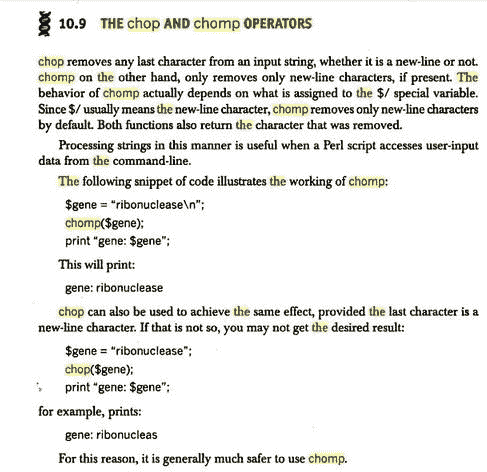 10.9 THE chop AND chomp OPERATORS
chop removes any last character from an input string, whether it is a new-line or not.
chomp on the other hand, only removes only new-line characters, if present. The
behavior of chomp actually depends on what is assigned to the $/ special variable.
Since $/ usually means the new-line character, chomp removes only new-line characters
by default. Both functions also return the character that was removed.
Processing strings in this manner is useful when a Perl script accesses user-input
data from the command-line.
The following snippet of code illustrates the working of chomp:
$gene = "ribonuclease\n";
chomp($gene);
print "gene: $gene";
This will print:
gene: ribonuclease
chop can also be used to achieve the same effect, provided the last character is a
new-line character. If that is not so, you may not get the desired result:
$gene = "ribonuclease";
chop($gene);
print "gene: $gene";
for example, prints:
gene: ribonucleas
For this reason, it is generally much safer to use chomp.